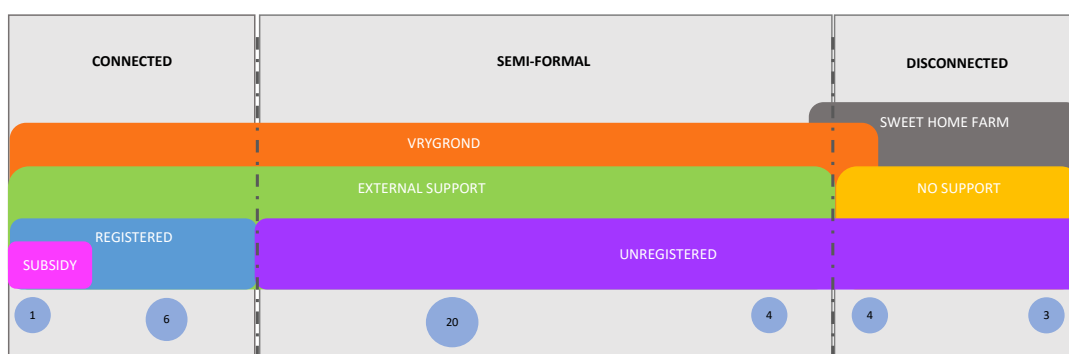 CONNECTED
SEMI-FORMAL
DISCONNECTED
SWEET HOME FARM
VRYGROND
EXTERNAL SUPPORT
NO SUPPORT
REGISTERED
UNREGISTERED
SUBSIDY
1
6
20
4
4
3